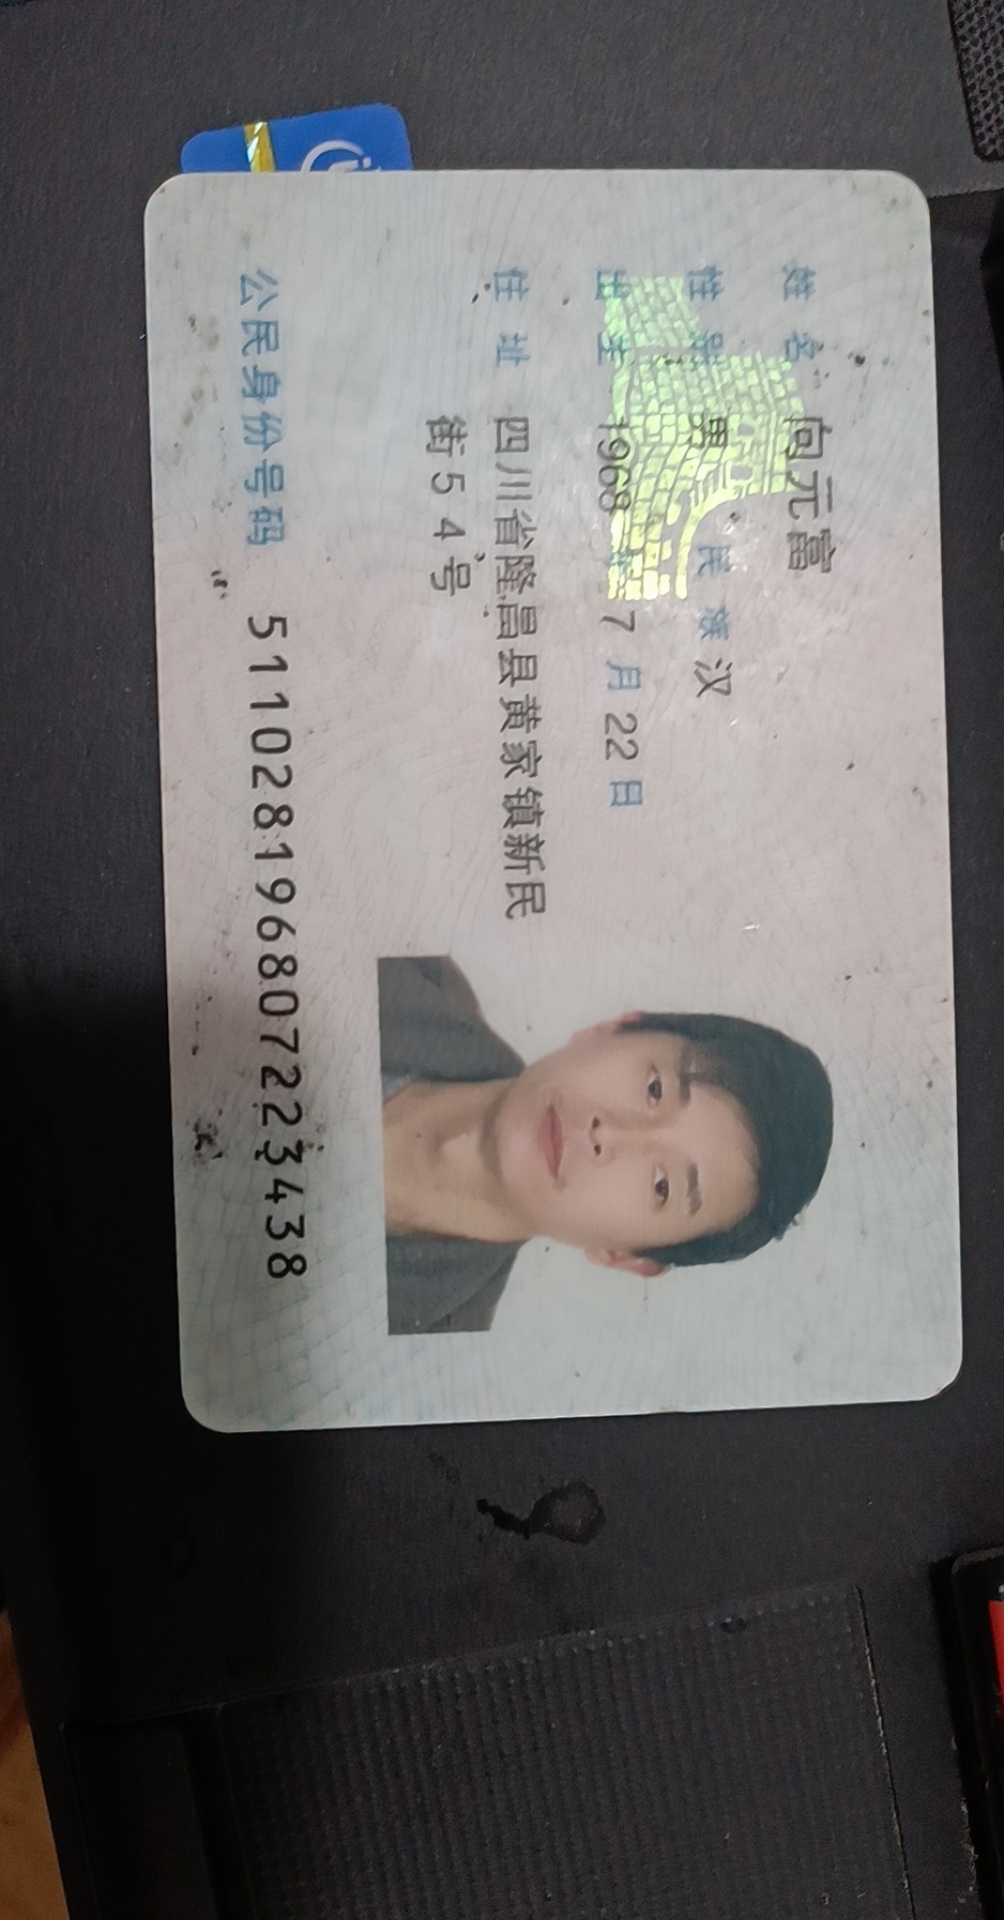 姓名 向元富
性别 男 民族 汉
出生 1968 年 7 月 22 日
住址 四川省隆昌县黄家镇新民
街54号
公民身份号码 511028196807223438